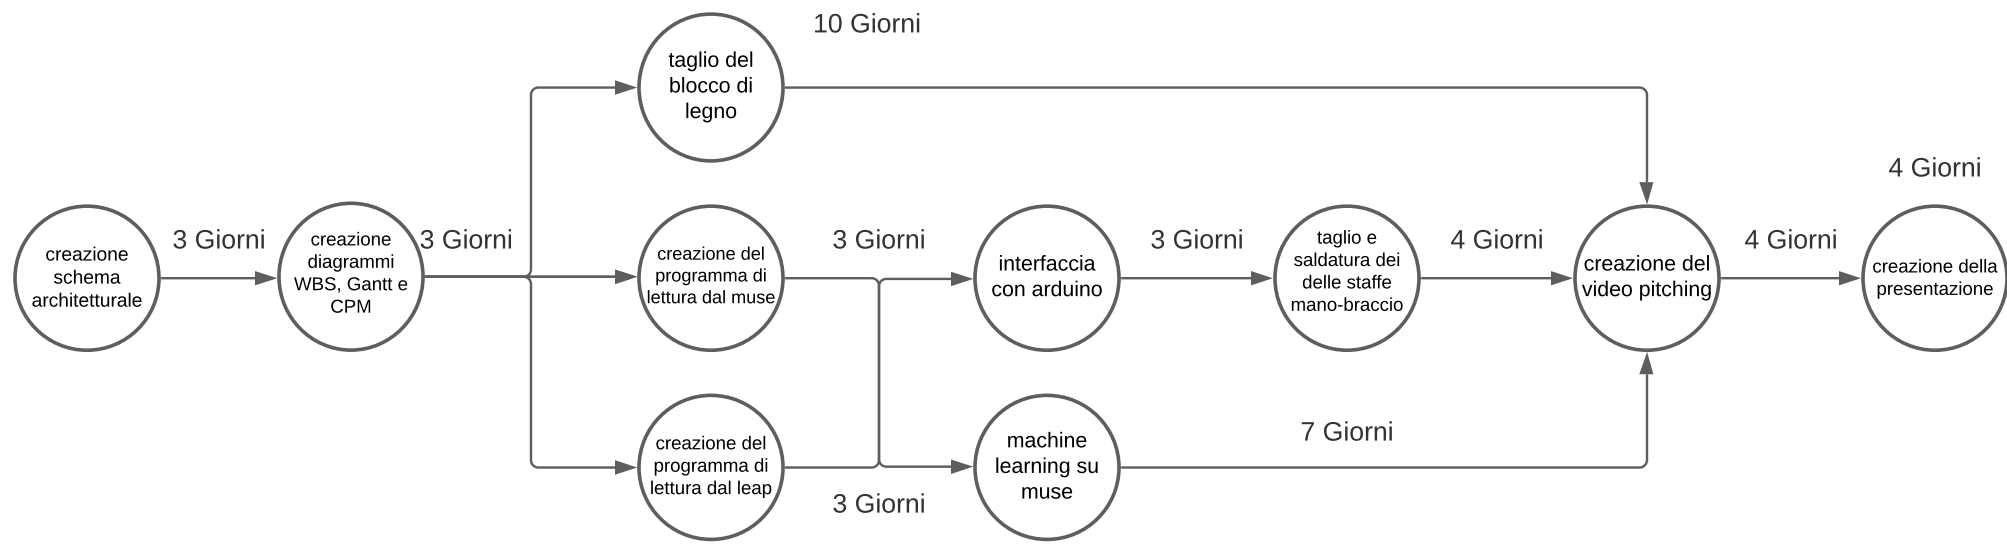 10 Giorni
taglio del
blocco di
legno
4 Giorni
creazione
schema
architetturale
3 Giorni
creazione
diagrammi
WBS, Gantt e
CPM
3 Giorni
creazione del
programma di
lettura dal muse
3 Giorni
interfaccia
con arduino
3 Giorni
taglio e
saldatura dei
delle staffe
mano-braccio
4 Giorni
creazione del
video pitching
4 Giorni
creazione della
presentazione
creazione del
programma di
lettura dal leap
3 Giorni
machine
learning su
muse
7 Giorni